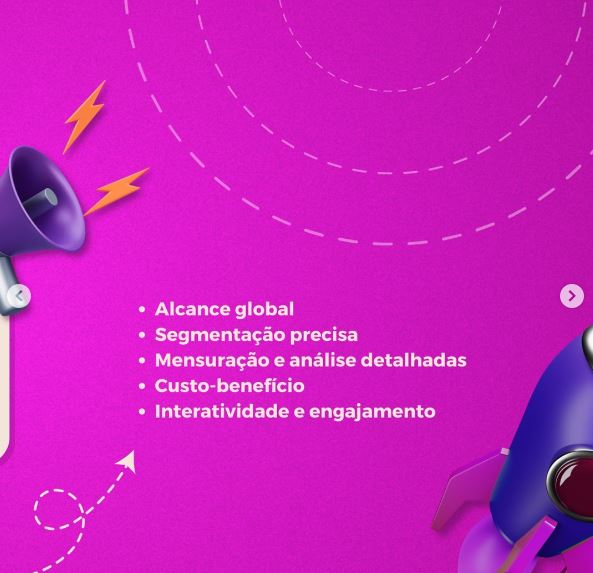 • Alcance global
• Segmentação precisa
• Mensuração e análise detalhadas
• Custo-benefício
• Interatividade e engajamento